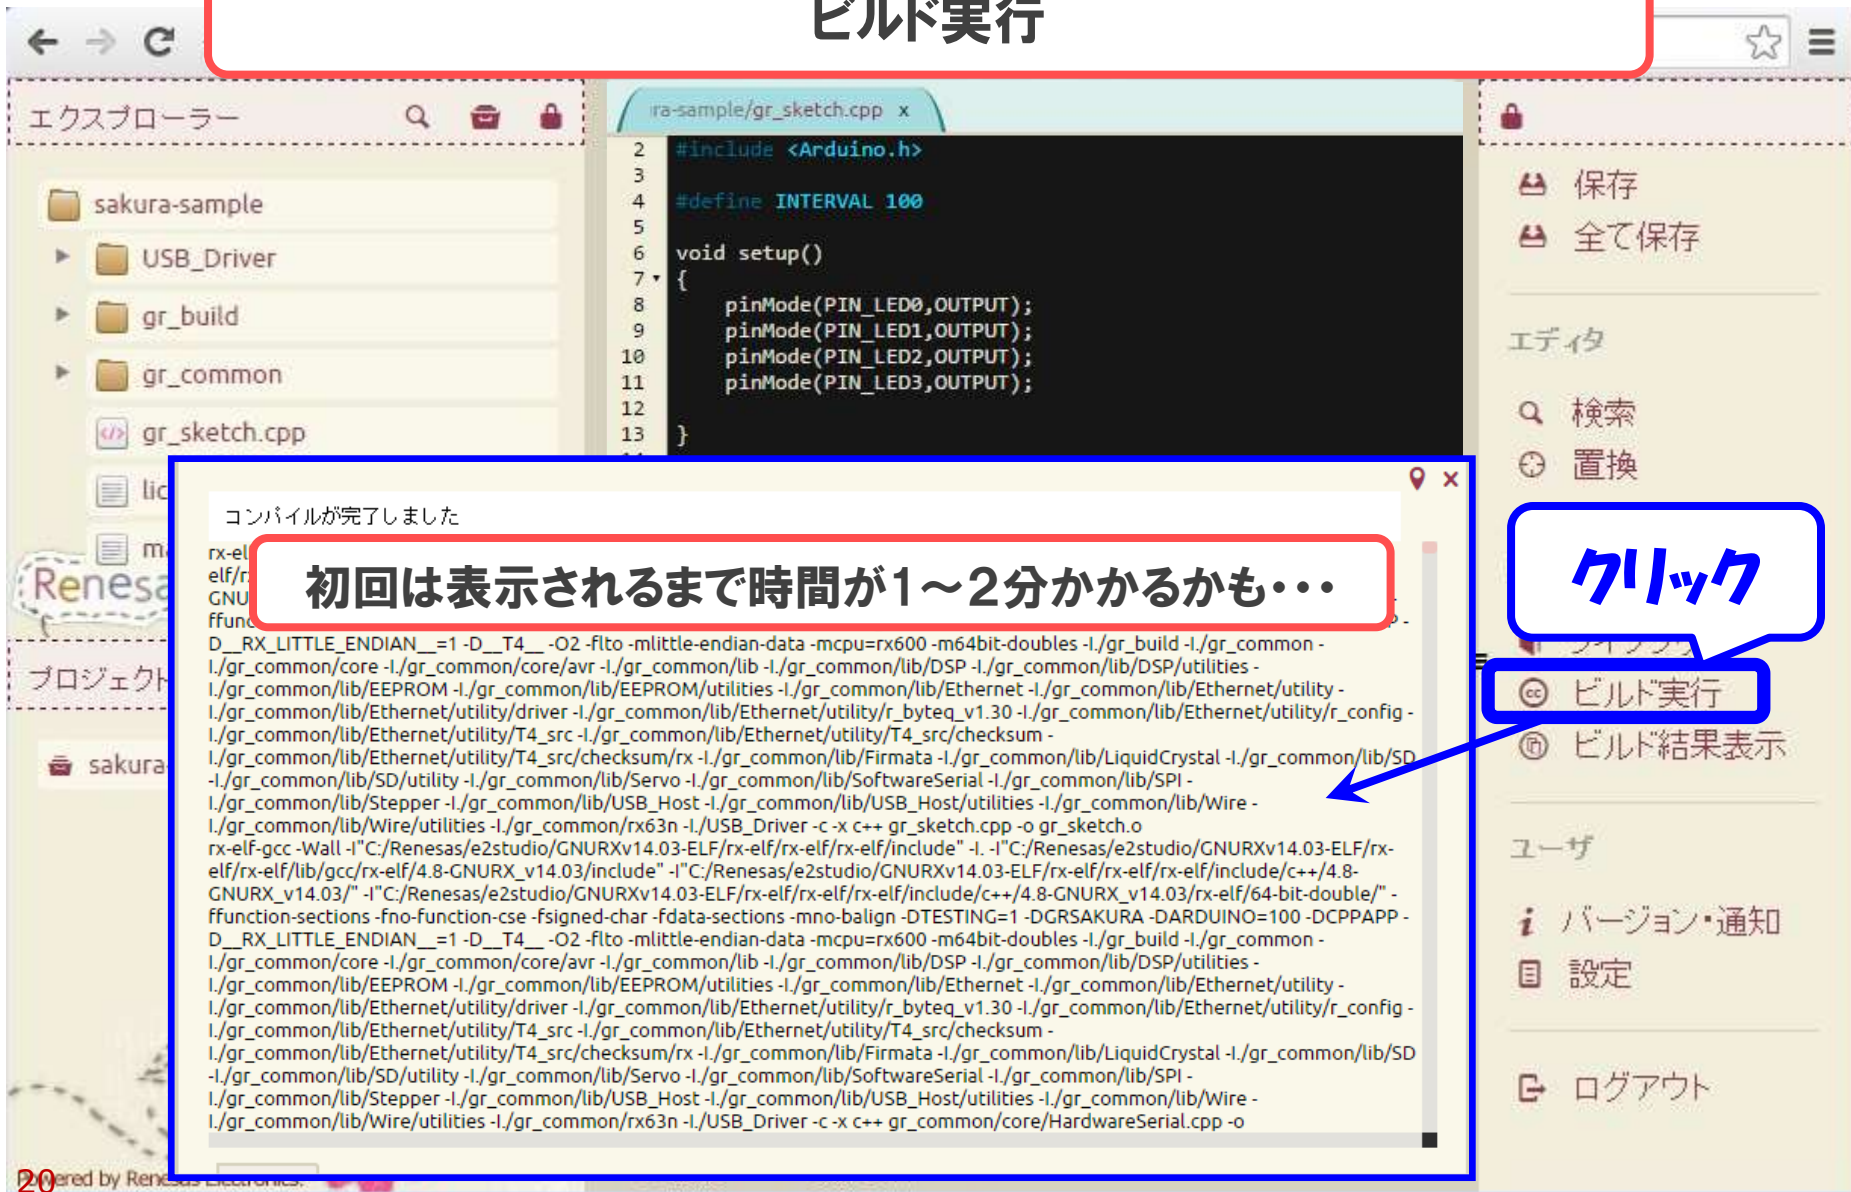 ビルド実行
エクスプローラー
sakura-sample
USB_Driver
gr_build
gr_common
gr_sketch.cpp
lic
ma
Renesa
プロジェクト
sakura-
ra-sample/gr_sketch.cpp x
2 #include <Arduino.h>
3
4 #define INTERVAL 100
5
6 void setup()
7 {
8 pinMode(PIN_LED0,OUTPUT);
9 pinMode(PIN_LED1,OUTPUT);
10 pinMode(PIN_LED2,OUTPUT);
11 pinMode(PIN_LED3,OUTPUT);
12
13 }
コンパイルが完了しました
初回は表示されるまで時間が1～2分かかるかも・・・
rx-el
elf/r
GNU
ffunc
D__RX_LITTLE_ENDIAN__=1 -D__T4__ -O2 -flto -mlittle-endian-data -mcpu=rx600 -m64bit-doubles -I./gr_build -I./gr_common -
I./gr_common/core -I./gr_common/core/avr -I./gr_common/lib -I./gr_common/lib/DSP -I./gr_common/lib/DSP/utilities -
I./gr_common/lib/EEPROM -I./gr_common/lib/EEPROM/utilities -I./gr_common/lib/Ethernet -I./gr_common/lib/Ethernet/utility -
I./gr_common/lib/Ethernet/utility/driver -I./gr_common/lib/Ethernet/utility/r_byteq_v1.30 -I./gr_common/lib/Ethernet/utility/r_config -
I./gr_common/lib/Ethernet/utility/T4_src -I./gr_common/lib/Ethernet/utility/T4_src/checksum -
I./gr_common/lib/Ethernet/utility/T4_src/checksum/rx -I./gr_common/lib/Firmata -I./gr_common/lib/LiquidCrystal -I./gr_common/lib/SD
-I./gr_common/lib/SD/utility -I./gr_common/lib/Servo -I./gr_common/lib/SoftwareSerial -I./gr_common/lib/SPI -
I./gr_common/lib/Stepper -I./gr_common/lib/USB_Host -I./gr_common/lib/USB_Host/utilities -I./gr_common/lib/Wire -
I./gr_common/lib/Wire/utilities -I./gr_common/rx63n -I./USB_Driver -c -x c++ gr_sketch.cpp -o gr_sketch.o
rx-elf-gcc -Wall -I"C:/Renesas/e2studio/GNURXv14.03-ELF/rx-elf/rx-elf/rx-elf/include" -I. -I"C:/Renesas/e2studio/GNURXv14.03-ELF/rx-
elf/rx-elf/lib/gcc/rx-elf/4.8-GNURX_v14.03/include" -I"C:/Renesas/e2studio/GNURXv14.03-ELF/rx-elf/rx-elf/rx-elf/include/c++/4.8-
GNURX_v14.03/" -I"C:/Renesas/e2studio/GNURXv14.03-ELF/rx-elf/rx-elf/rx-elf/include/c++/4.8-GNURX_v14.03/rx-elf/64-bit-double/" -
ffunction-sections -fno-function-cse -fsigned-char -fdata-sections -mno-balign -DTESTING=1 -DGRSAKURA -DARDUINO=100 -DCPPAPP -
D__RX_LITTLE_ENDIAN__=1 -D__T4__ -O2 -flto -mlittle-endian-data -mcpu=rx600 -m64bit-doubles -I./gr_build -I./gr_common -
I./gr_common/core -I./gr_common/core/avr -I./gr_common/lib -I./gr_common/lib/DSP -I./gr_common/lib/DSP/utilities -
I./gr_common/lib/EEPROM -I./gr_common/lib/EEPROM/utilities -I./gr_common/lib/Ethernet -I./gr_common/lib/Ethernet/utility -
I./gr_common/lib/Ethernet/utility/driver -I./gr_common/lib/Ethernet/utility/r_byteq_v1.30 -I./gr_common/lib/Ethernet/utility/r_config -
I./gr_common/lib/Ethernet/utility/T4_src -I./gr_common/lib/Ethernet/utility/T4_src/checksum -
I./gr_common/lib/Ethernet/utility/T4_src/checksum/rx -I./gr_common/lib/Firmata -I./gr_common/lib/LiquidCrystal -I./gr_common/lib/SD
-I./gr_common/lib/SD/utility -I./gr_common/lib/Servo -I./gr_common/lib/SoftwareSerial -I./gr_common/lib/SPI -
I./gr_common/lib/Stepper -I./gr_common/lib/USB_Host -I./gr_common/lib/USB_Host/utilities -I./gr_common/lib/Wire -
I./gr_common/lib/Wire/utilities -I./gr_common/rx63n -I./USB_Driver -c -x c++ gr_common/core/HardwareSerial.cpp -o
保存
全て保存
エディタ
検索
置換
クリック
ビルド実行
ビルド結果表示
ユーザ
バージョン・通知
設定
ログアウト
20
Powered by Renesas